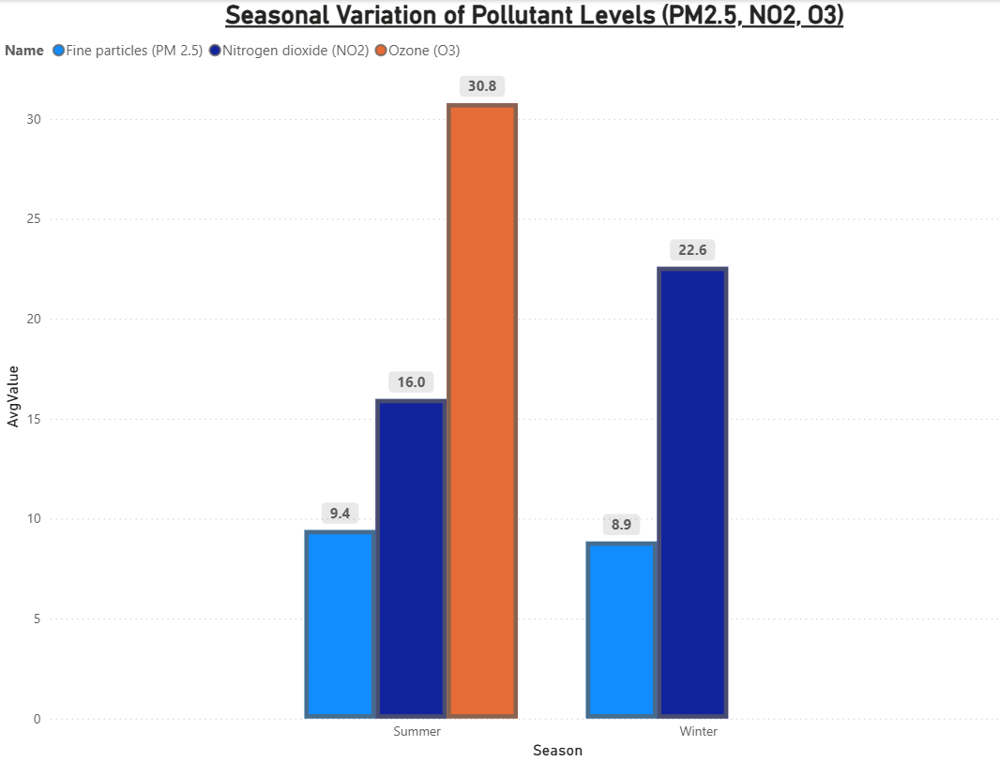 Seasonal Variation of Pollutant Levels (PM2.5, NO2, O3)
Name Fine particles (PM 2.5) Nitrogen dioxide (NO2) Ozone (O3)
30.8
30
25
22.6
20
16.0
AvgValue
15
10
9.4
8.9
5
0
Summer Winter
Season